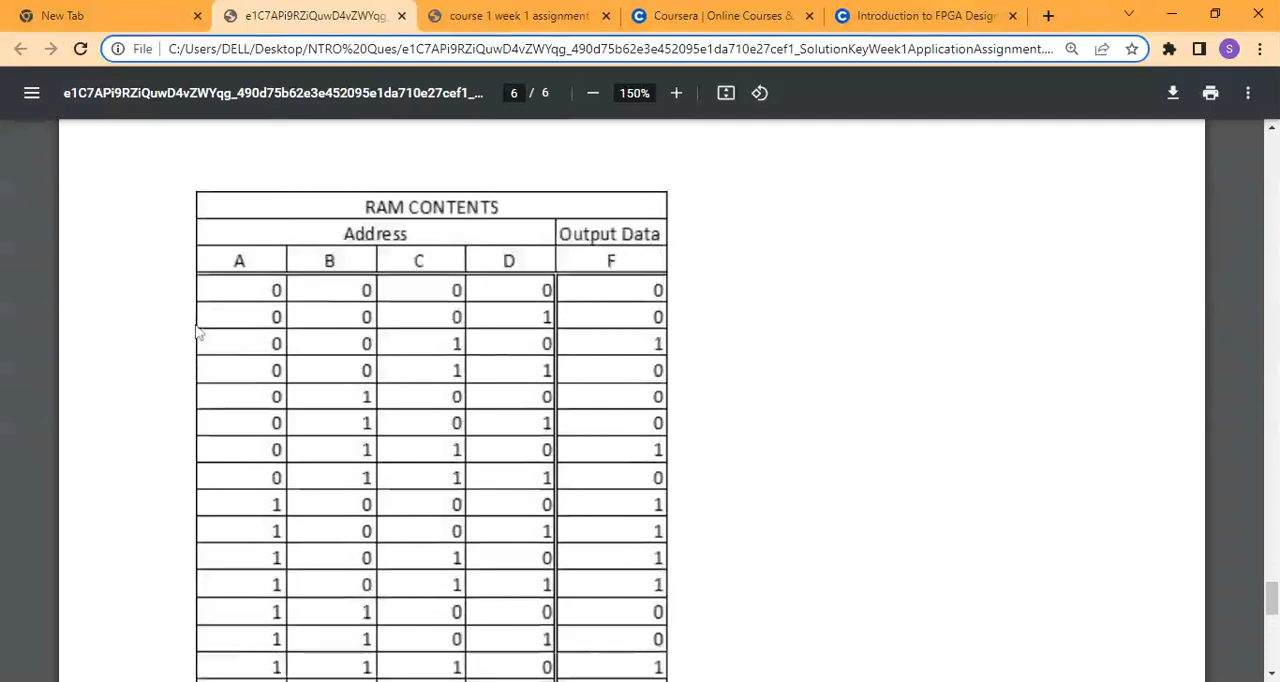 New Tab
e1C7APi9RZiQuwD4vZWYqg_
course 1 week 1 assignment
Coursera | Online Courses &
Introduction to FPGA Design
File
C:/Users/DELL/Desktop/NTRO%20Ques/e1C7APi9RZiQuwD4vZWYqg_490d75b62e3e452095e1da710e27cef1_SolutionKeyWeek1ApplicationAssignment....
S
e1C7APi9RZiQuwD4vZWYqg_490d75b62e3e452095e1da710e27cef1_...
6 / 6
150%
RAM CONTENTS
Address Output Data
A B C D F
0 0 0 0 0
0 0 0 1 0
0 0 1 0 1
0 0 1 1 0
0 1 0 0 0
0 1 0 1 0
0 1 1 0 1
0 1 1 1 0
1 0 0 0 1
1 0 0 1 1
1 0 1 0 1
1 0 1 1 1
1 1 0 0 0
1 1 0 1 0
1 1 1 0 1